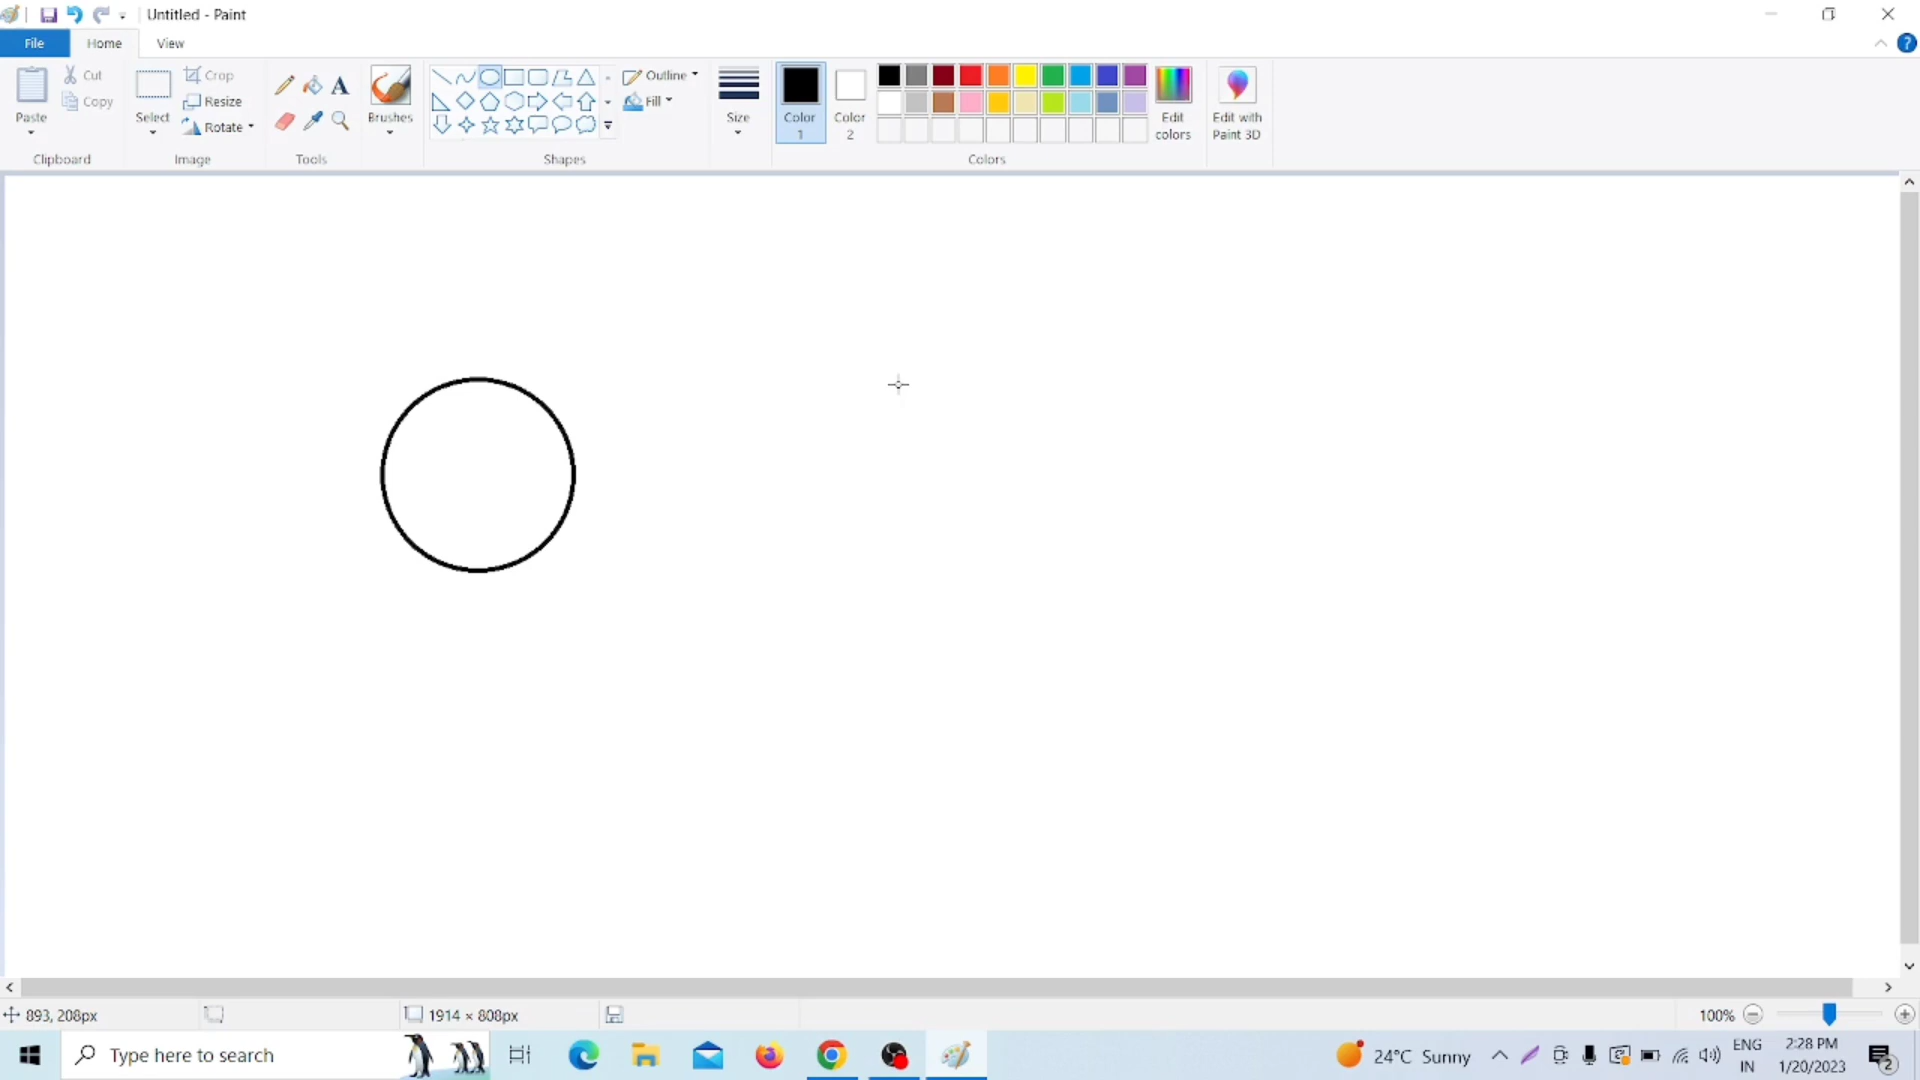 Untitled - Paint
File Home View
Paste
Cut
Copy
Clipboard
Select
Crop
Resize
Rotate
Image
A
Tools
Brushes
Outline
Fill
Shapes
Size
Color 1
Color 2
Edit colors
Colors
Edit with Paint 3D
893, 208px
1914 × 808px
100%
Type here to search
24°C Sunny
ENG
IN
2:28 PM
1/20/2023
2